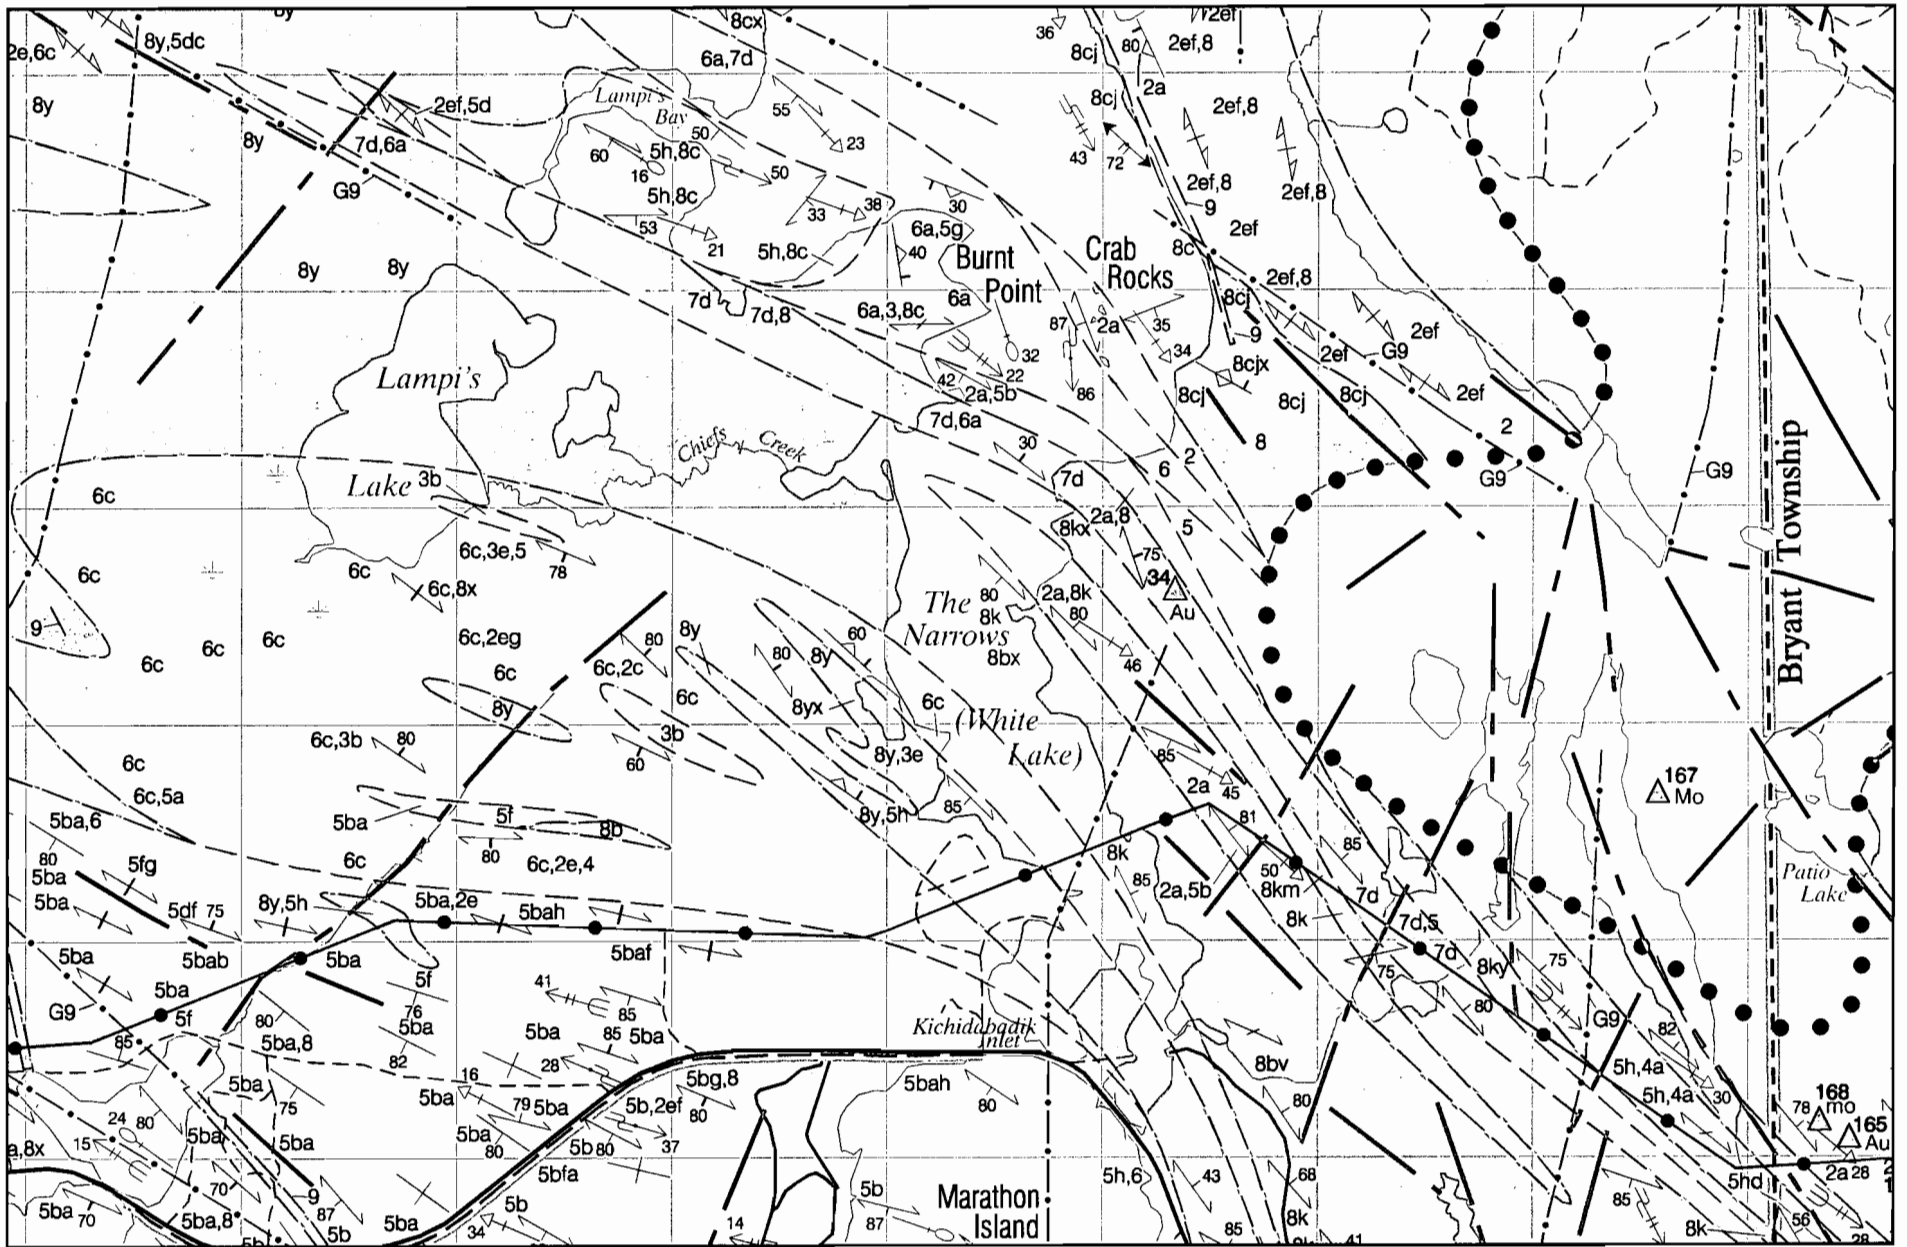 8y
2e,6c
8y,5dc
8y
8y
8cx
6a,7d
2ef,5d
7d,6a
G9
Lampi's
Bay
50
55
23
60
16
5h,8c
50
5h,8c
53
21
33
38
5h,8c
30
6a,5g
40
36
8cj
80
2ef
2ef,8
2a
8cj
2ef,8
43
72
2ef,8
2ef,8
9
2ef
8c
2ef,8
Burnt
Point
Crab
Rocks
8y
8y
7d
7d,8
6a,3,8c
6a
87
2a
35
34
8cj
9
2ef
2ef
G9
32
22
42
2a,5b
86
8cjx
8cj
8cj
8cj
2ef
Lampi's
7d,6a
Chiefs
Creek
30
8
2
G9
G9
Bryant Township
6c
Lake
3b
7d
6
2
5
2a,8
8kx
75
34
Au
6c,3e,5
78
6c
6c
6c,8x
The
Narrows
80
8k
2a,8k
80
8bx
46
9
6c
6c
6c
6c,2eg
6c
80
6c,2c
8y
80
8y
60
6c
8yx
6c
8y
3b
60
(White
Lake)
6c,3b
80
8y,3e
85
45
6c
6c,5a
5ba,6
5ba
5f
8b
80
8y,5h
85
2a
81
85
167
Mo
80
5fg
5ba
5ba
6c
6c,2e,4
8k
50
8km
2a,5b
85
7d
8k
7d,5
7d
Patio
Lake
5df
75
8y,5h
5ba,2e
5bah
5baf
5bab
5ba
5ba
5ba
5f
76
5ba
41
85
75
8ky
75
80
G9
G9
5f
85
80
5ba,8
82
5ba
85
5ba
28
Kichidabadik
Inlet
8bv
82
5h,4a
5h,4a
30
5ba
16
5ba
79
5ba
5b,2ef
5bg,8
80
5bah
80
80
168
mo
78
165
Au
24
80
5ba
75
5ba
5ba
80
5b
80
37
15
a,8x
5bfa
5h,6
43
68
2a
28
5hd
70
9
87
5ba
70
5ba,8
5b
5ba
5b
34
5b
14
5b
87
Marathon
Island
85
8k
41
85
8k
56
28